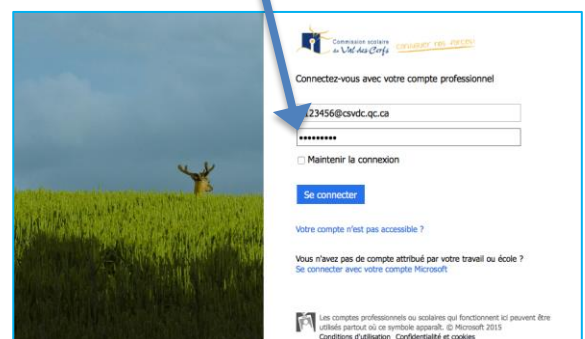 Commission scolaire
du Val-des-Cerfs
conjuguer nos forces!
Connectez-vous avec votre compte professionnel
123456@csvdc.qc.ca
•••••••••
Maintenir la connexion
Se connecter
Votre compte n'est pas accessible ?
Vous n'avez pas de compte attribué par votre travail ou école ?
Se connecter avec votre compte Microsoft
Les comptes professionnels ou scolaires qui fonctionnent ici peuvent être
utilisés partout où ce symbole apparaît. © Microsoft 2015
Conditions d'utilisation Confidentialité et cookies